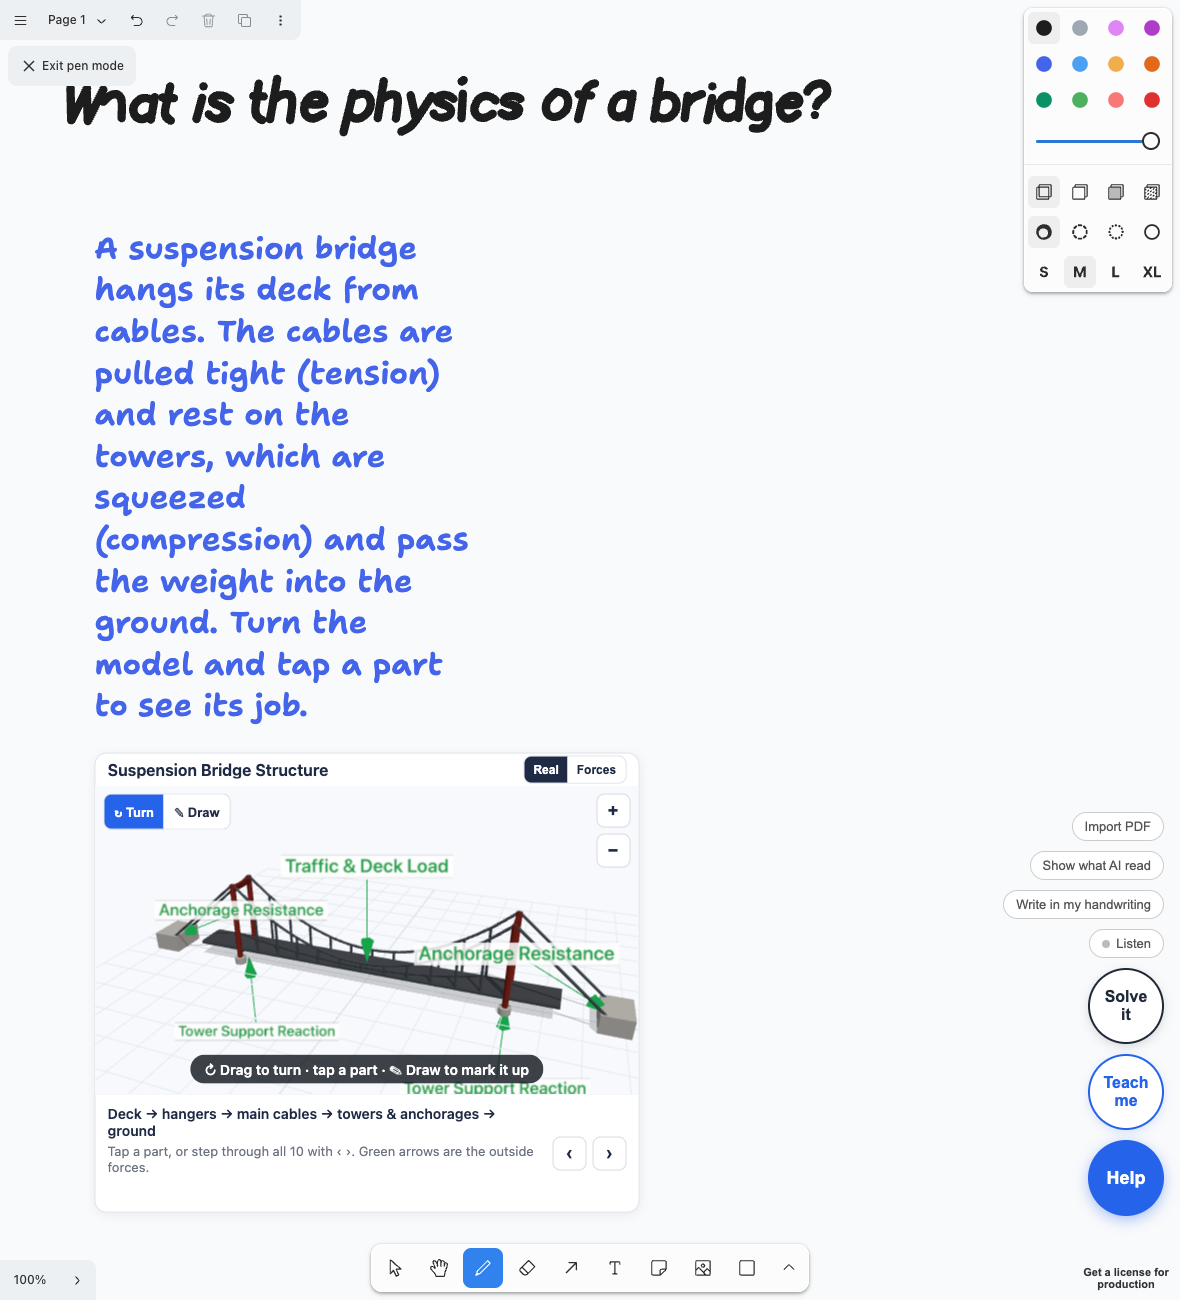 Page 1
Exit pen mode
What is the physics of a bridge?
A suspension bridge
hangs its deck from
cables. The cables are
pulled tight (tension)
and rest on the
towers, which are
squeezed
(compression) and pass
the weight into the
ground. Turn the
model and tap a part
to see its job.
Suspension Bridge Structure
Real Forces
↻ Turn ✎ Draw
+
−
Traffic & Deck Load
Anchorage Resistance
Anchorage Resistance
Tower Support Reaction
↻ Drag to turn · tap a part · ✎ Draw to mark it up
Tower Support Reaction
Deck → hangers → main cables → towers & anchorages →
ground
Tap a part, or step through all 10 with ‹ ›. Green arrows are the outside
forces.
‹ ›
S M L XL
Import PDF
Show what AI read
Write in my handwriting
Listen
Solve
it
Teach
me
Help
100%
T
Get a license for
production